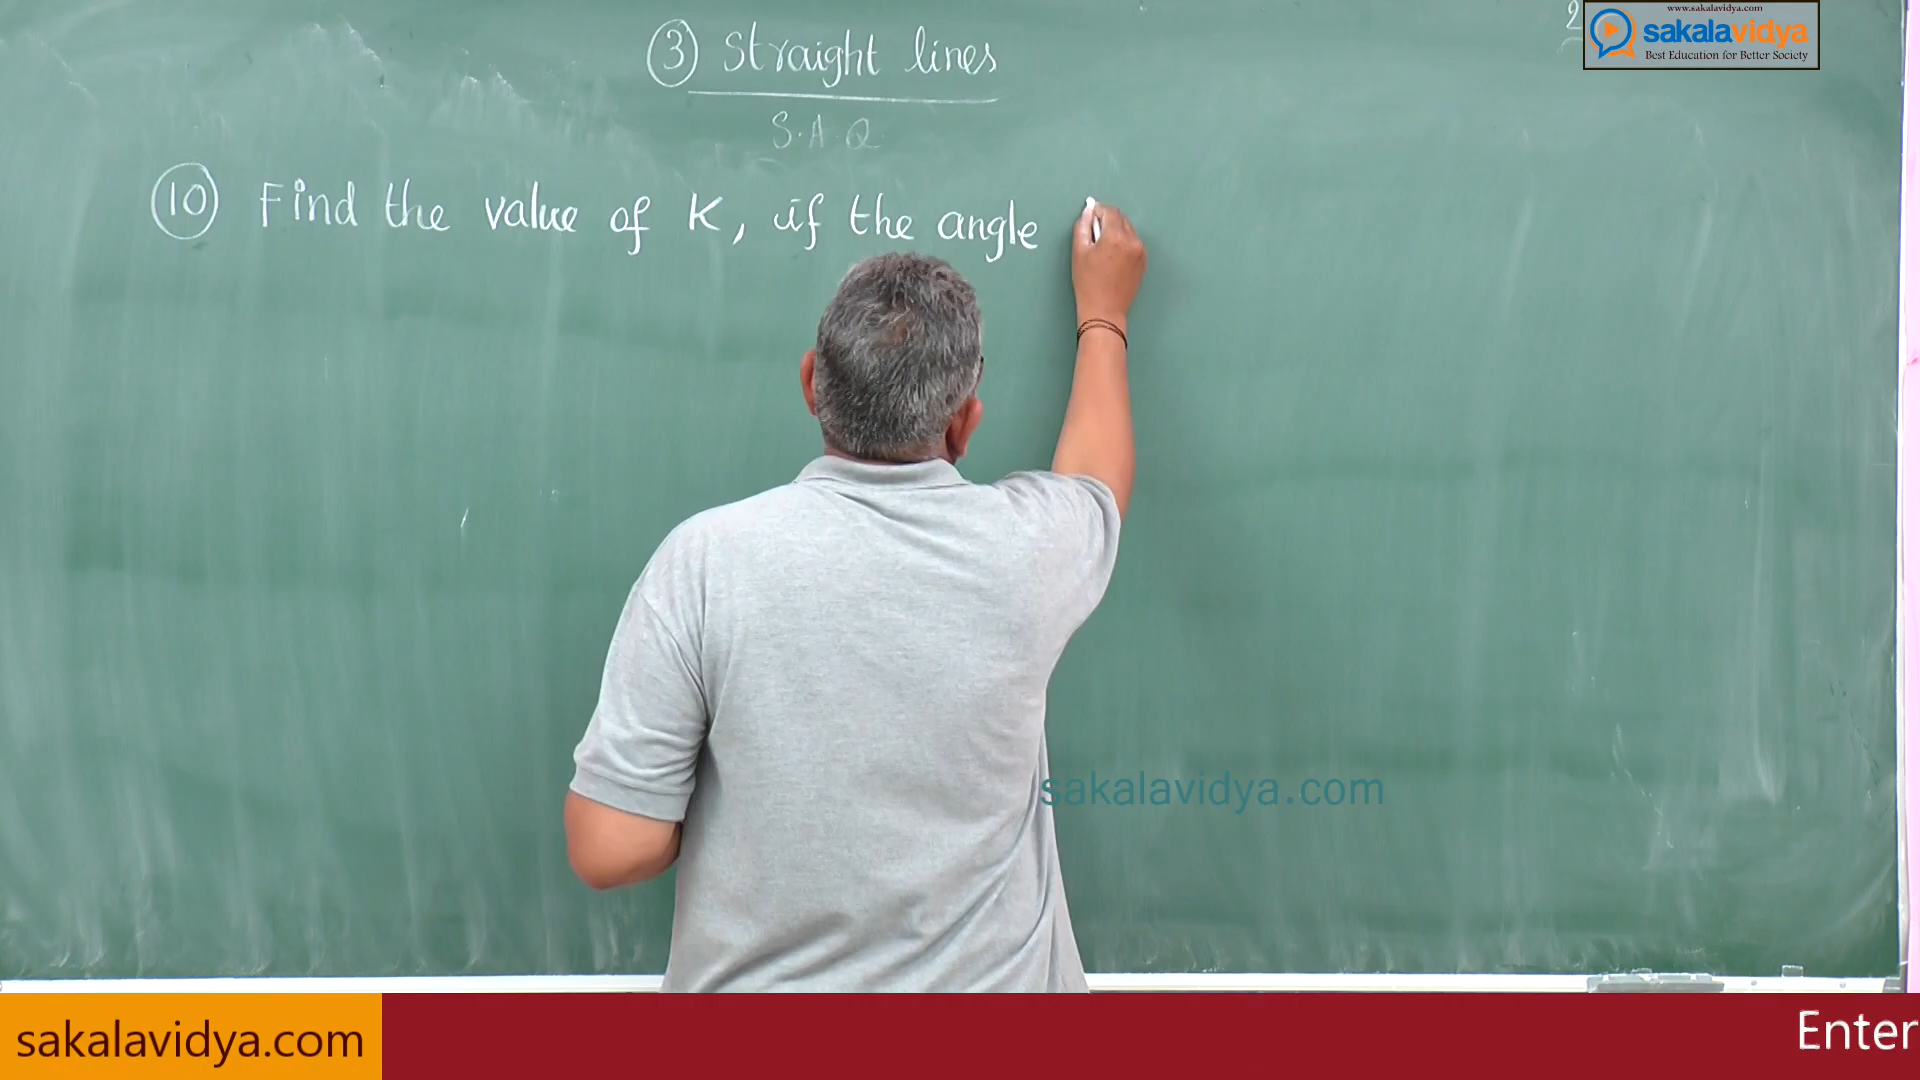 ③ Straight lines
S.A.Q.
⑩ Find the value of K, if the angle
2
www.sakalavidya.com
sakalavidya
Best Education for Better Society
sakalavidya.com
sakalavidya.com
Enter